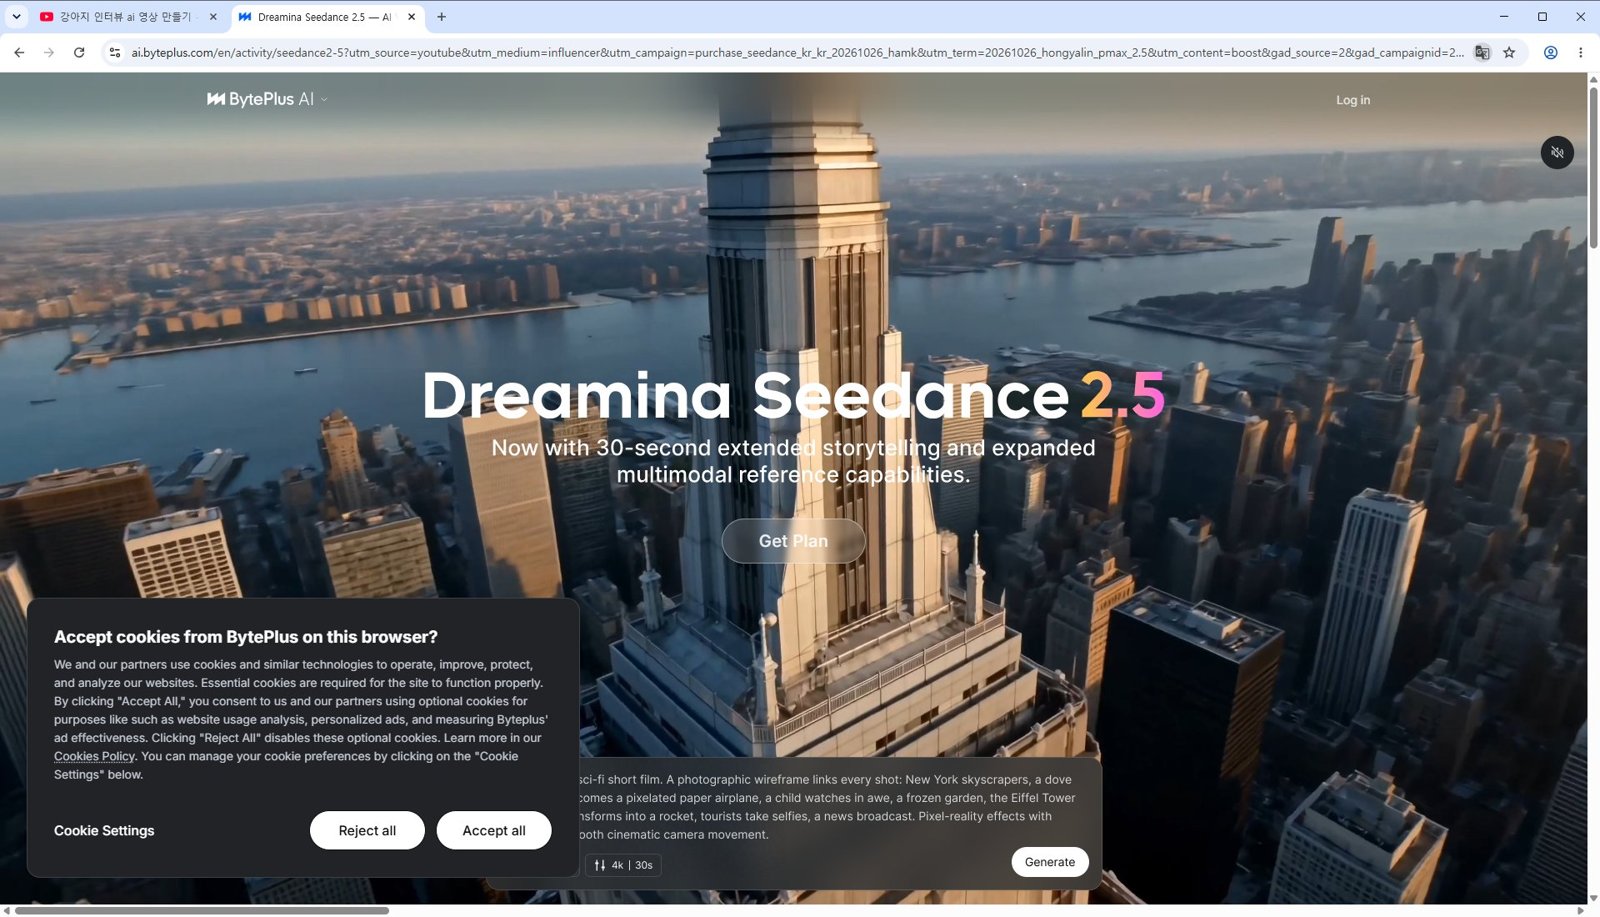 강아지 인터뷰 ai 영상 만들기
Dreamina Seedance 2.5 — AI
ai.byteplus.com/en/activity/seedance2-5?utm_source=youtube&utm_medium=influencer&utm_campaign=purchase_seedance_kr_kr_20261026_hamk&utm_term=20261026_hongyalin_pmax_2.5&utm_content=boost&gad_source=2&gad_campaignid=2...
BytePlus AI
Log in
Dreamina Seedance 2.5
Now with 30-second extended storytelling and expanded
multimodal reference capabilities.
Get Plan
Accept cookies from BytePlus on this browser?
We and our partners use cookies and similar technologies to operate, improve, protect,
and analyze our websites. Essential cookies are required for the site to function properly.
By clicking "Accept All," you consent to us and our partners using optional cookies for
purposes like such as website usage analysis, personalized ads, and measuring Byteplus'
ad effectiveness. Clicking "Reject All" disables these optional cookies. Learn more in our
Cookies Policy. You can manage your cookie preferences by clicking on the "Cookie
Settings" below.
Cookie Settings
Reject all
Accept all
sci-fi short film. A photographic wireframe links every shot: New York skyscrapers, a dove
comes a pixelated paper airplane, a child watches in awe, a frozen garden, the Eiffel Tower
nsforms into a rocket, tourists take selfies, a news broadcast. Pixel-reality effects with
ooth cinematic camera movement.
4k | 30s
Generate